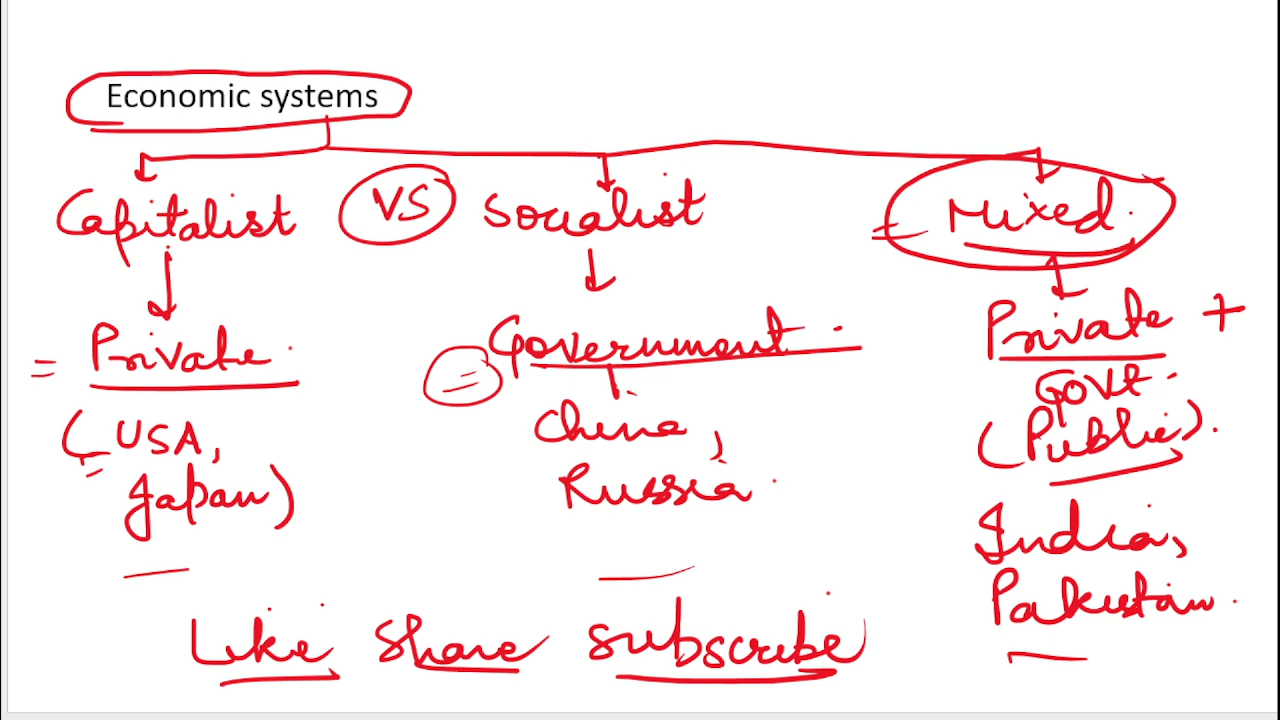 Economic systems
Capitalist VS Socialist Mixed.
= Private.
(USA,
Japan)
= Government.
China,
Russia.
Private +
Govt.
(Public).
India,
Pakistan.
Like Share Subscribe